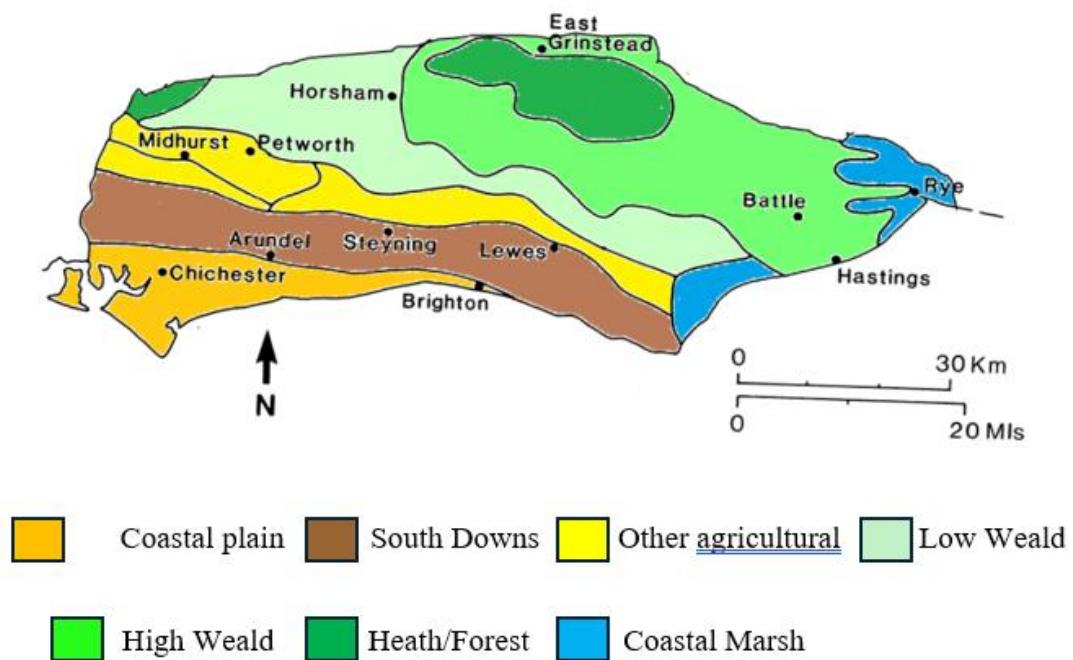 East
Grinstead
Horsham
Midhurst
Petworth
Rye
Battle
Arundel
Steyning
Lewes
Chichester
Hastings
Brighton
0
30 Km
N
0
20 Mls
Coastal plain
South Downs
Other agricultural
Low Weald
High Weald
Heath/Forest
Coastal Marsh